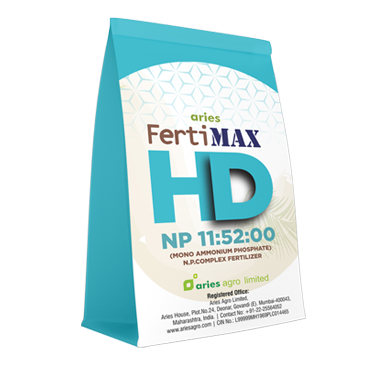 aries
FertiMAX
HD
NP 11:52:00
(MONO AMMONIUM PHOSPHATE)
N.P.COMPLEX FERTILIZER
aries agro limited
Registered Office:
Aries Agro Limited.
Aries House, Plot.No.24, Deonar, Govandi (E). Mumbai-400043,
Maharashtra, India. | Contact No: + 91-22-25564052
www.ariesagro.com | CIN No.: L99999MH1969PLC014465